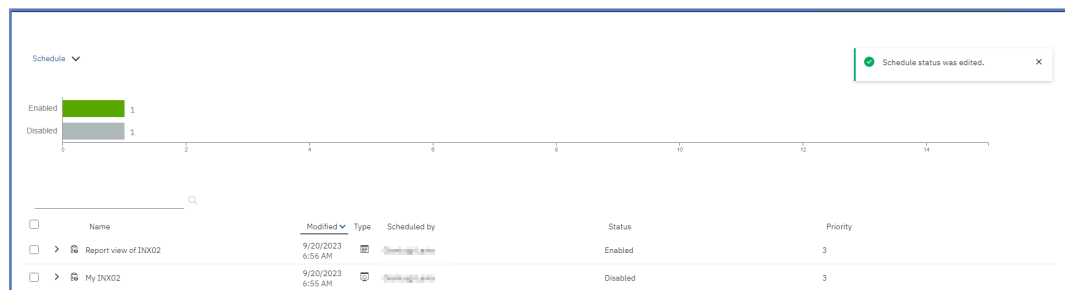 Schedule
Schedule status was edited.
Enabled 1
Disabled 1
0 2 4 6 8 10 12 14
Name Modified Type Scheduled by Status Priority
Report view of INX02 9/20/2023 6:56 AM Enabled 3
My INX02 9/20/2023 6:55 AM Disabled 3